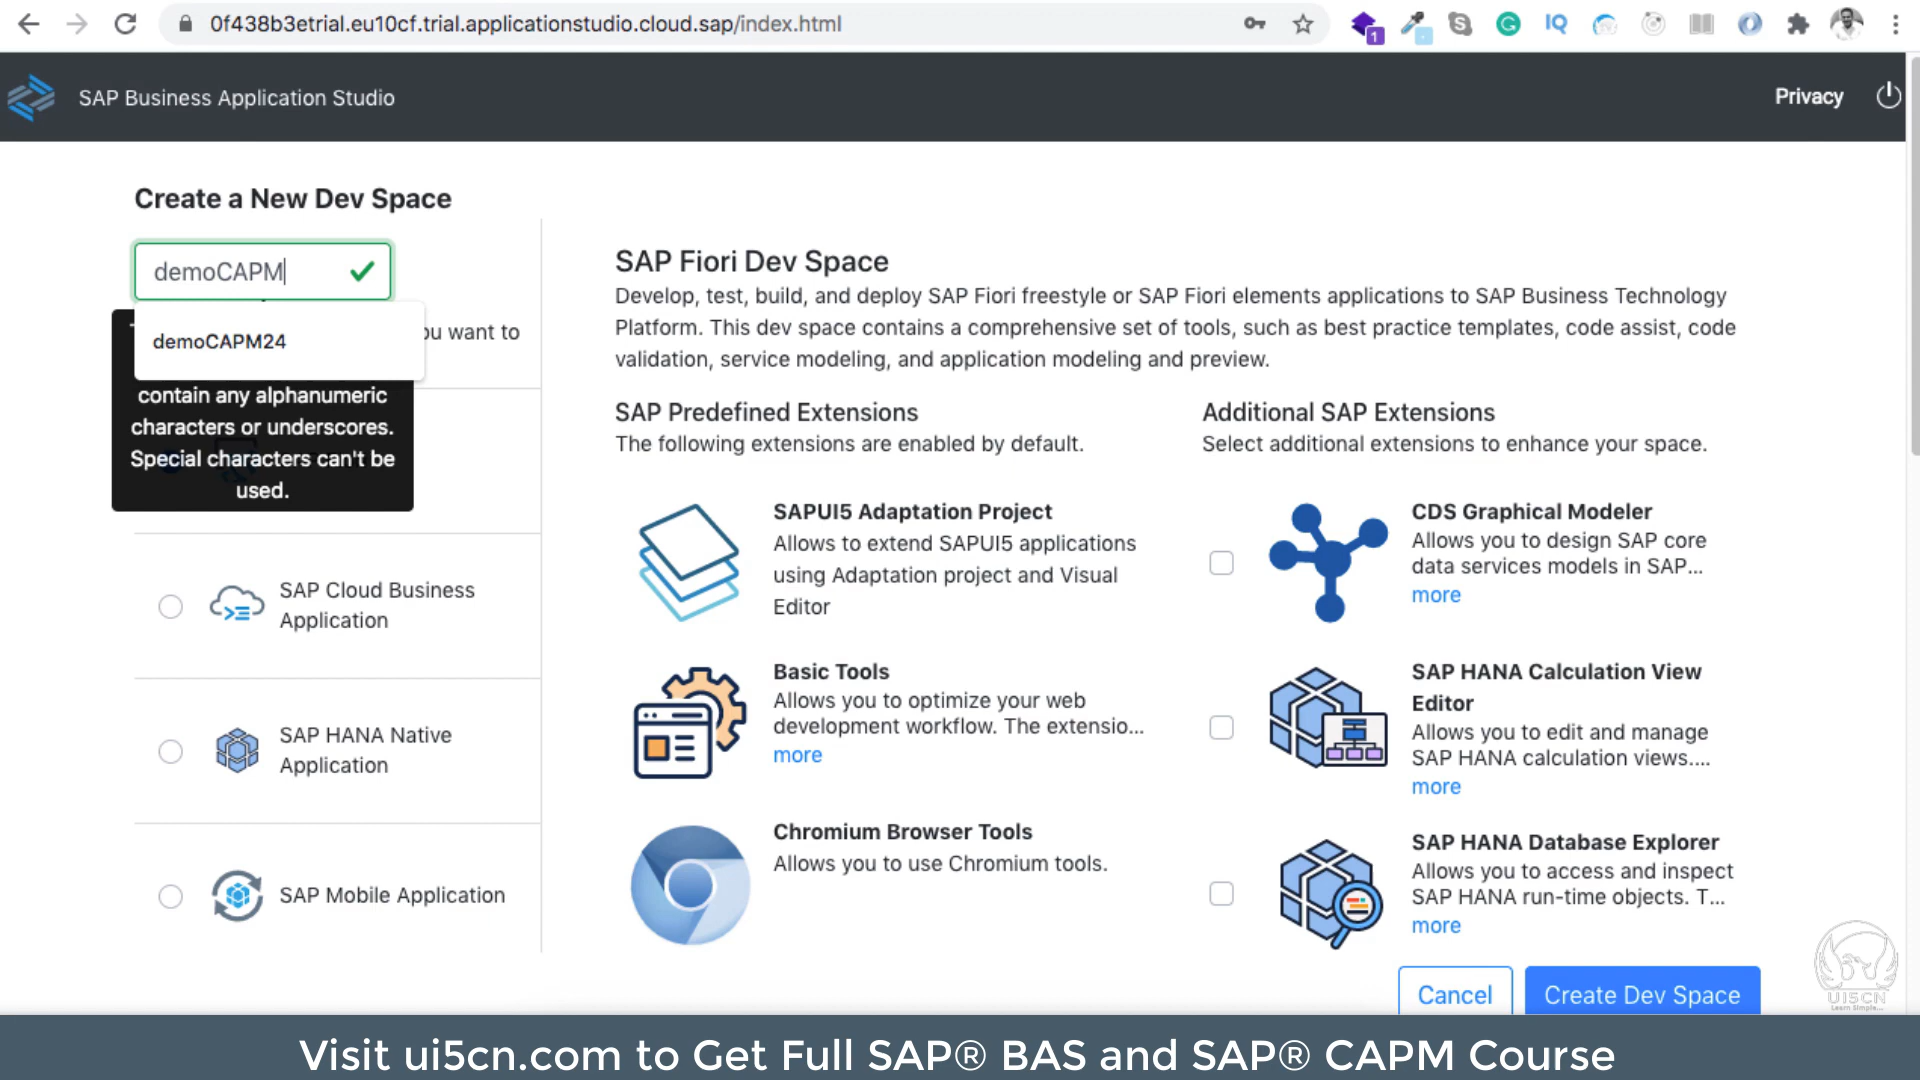 0f438b3etrial.eu10cf.trial.applicationstudio.cloud.sap/index.html
1
IQ
SAP Business Application Studio
Privacy
Create a New Dev Space
demoCAPM
demoCAPM24
ou want to
contain any alphanumeric
characters or underscores.
Special characters can't be
used.
SAP Cloud Business
Application
SAP HANA Native
Application
SAP Mobile Application
SAP Fiori Dev Space
Develop, test, build, and deploy SAP Fiori freestyle or SAP Fiori elements applications to SAP Business Technology
Platform. This dev space contains a comprehensive set of tools, such as best practice templates, code assist, code
validation, service modeling, and application modeling and preview.
SAP Predefined Extensions
The following extensions are enabled by default.
SAPUI5 Adaptation Project
Allows to extend SAPUI5 applications
using Adaptation project and Visual
Editor
Basic Tools
Allows you to optimize your web
development workflow. The extensio...
more
Chromium Browser Tools
Allows you to use Chromium tools.
Additional SAP Extensions
Select additional extensions to enhance your space.
CDS Graphical Modeler
Allows you to design SAP core
data services models in SAP...
more
SAP HANA Calculation View
Editor
Allows you to edit and manage
SAP HANA calculation views....
more
SAP HANA Database Explorer
Allows you to access and inspect
SAP HANA run-time objects. T...
more
Cancel
Create Dev Space
UI5CN
Learn Simple...
Visit ui5cn.com to Get Full SAP® BAS and SAP® CAPM Course